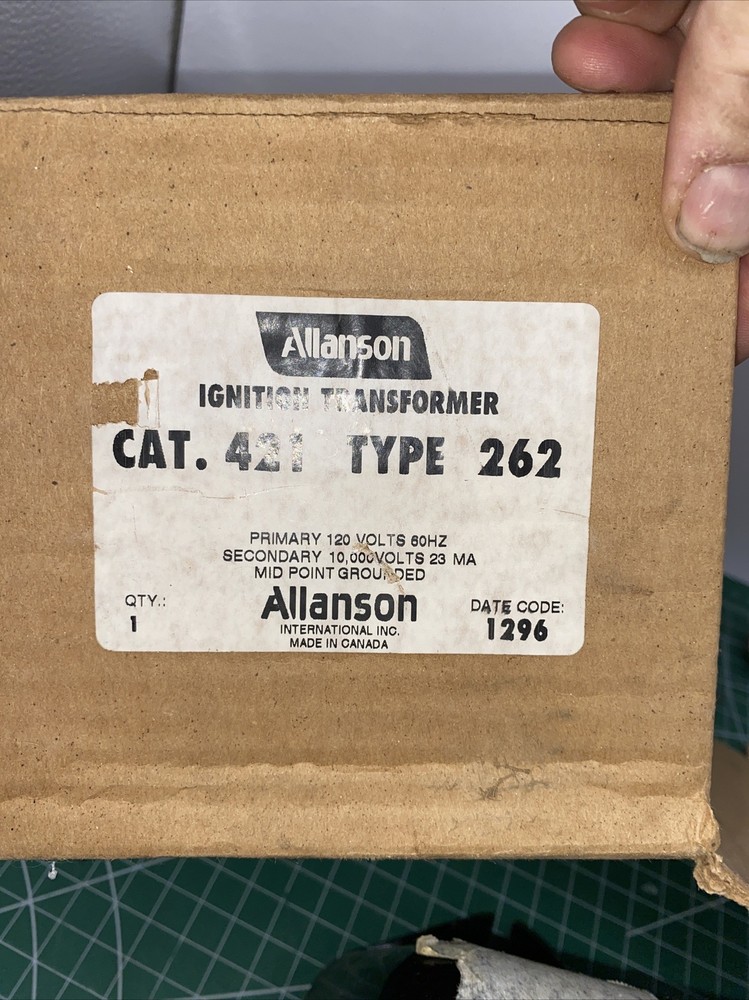 Allanson
IGNITION TRANSFORMER
CAT. 421 TYPE 262
PRIMARY 120 VOLTS 60HZ
SECONDARY 10,000VOLTS 23 MA
MID POINT GROUNDED
QTY.:
1
Allanson
INTERNATIONAL INC.
MADE IN CANADA
DATE CODE:
1296